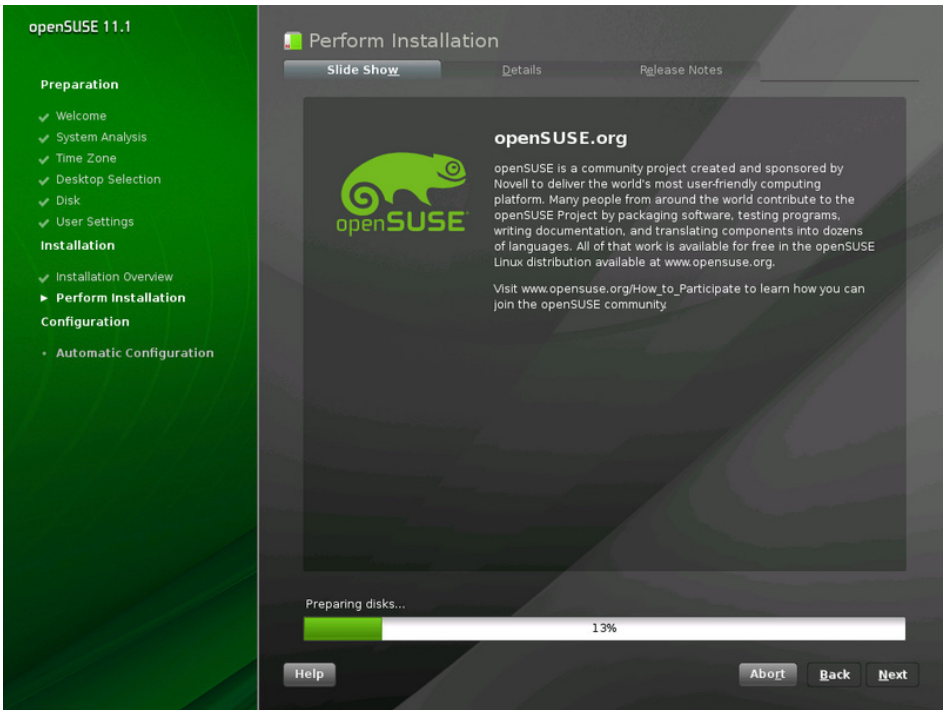 openSUSE 11.1
Preparation
Welcome
System Analysis
Time Zone
Desktop Selection
Disk
User Settings
Installation
Installation Overview
Perform Installation
Configuration
Automatic Configuration
Perform Installation
Slide Show
Details
Release Notes
openSUSE
openSUSE.org
openSUSE is a community project created and sponsored by
Novell to deliver the world's most user-friendly computing
platform. Many people from around the world contribute to the
openSUSE Project by packaging software, testing programs,
writing documentation, and translating components into dozens
of languages. All of that work is available for free in the openSUSE
Linux distribution available at www.opensuse.org.
Visit www.opensuse.org/How_to_Participate to learn how you can
join the openSUSE community.
Preparing disks...
13%
Help
Abort
Back
Next